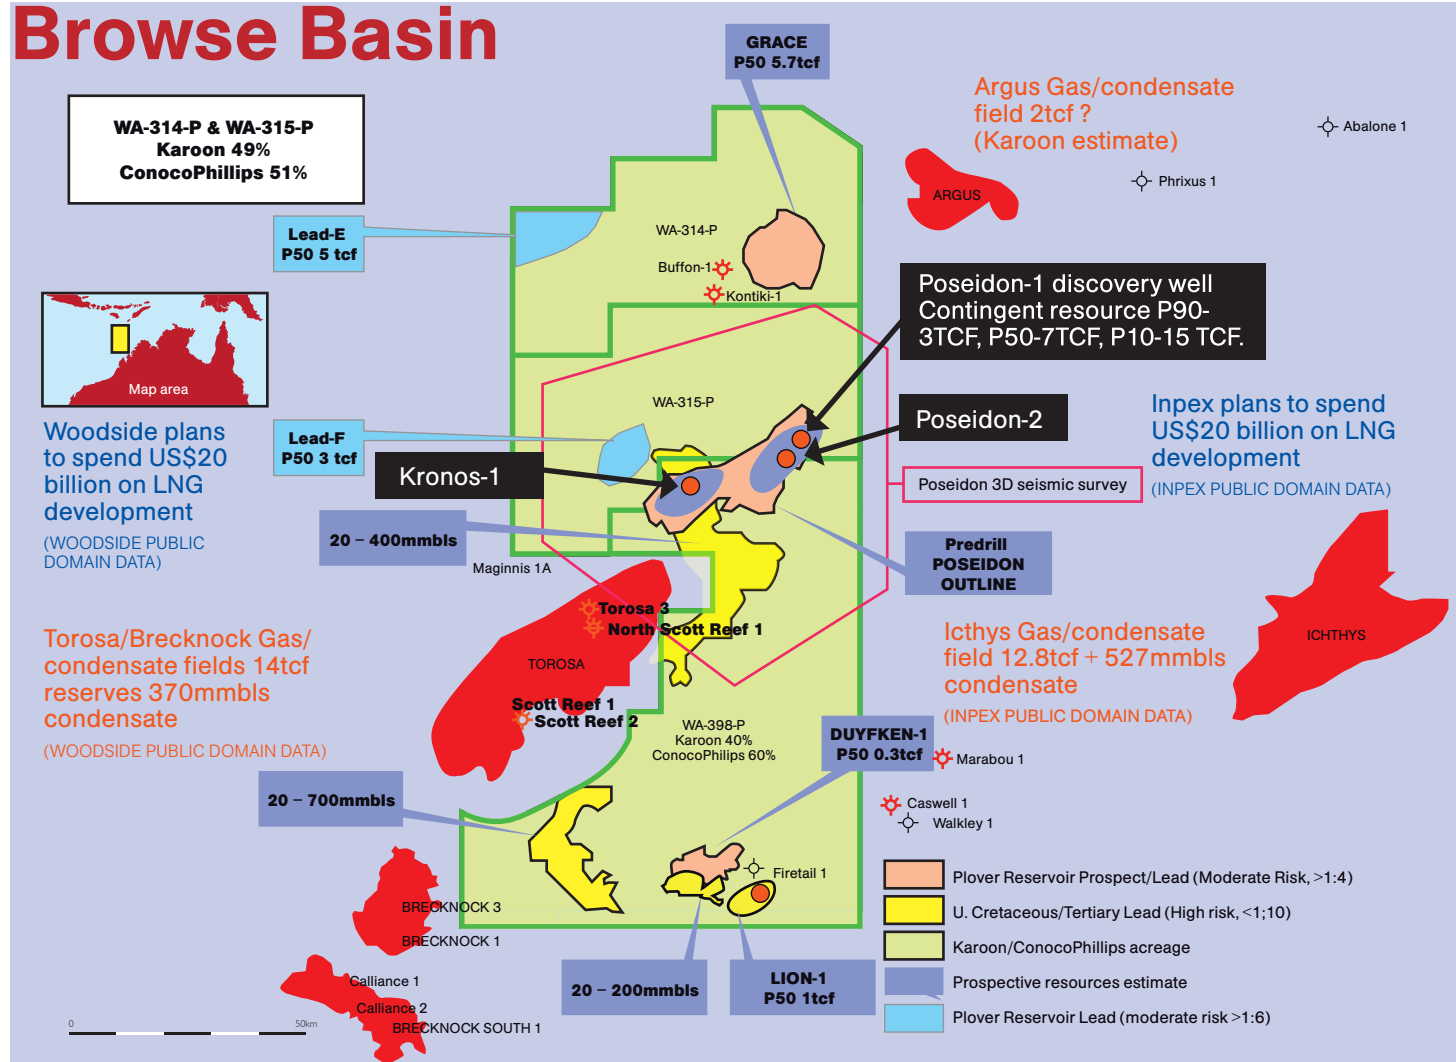 Browse Basin
WA-314-P & WA-315-P
Karoon 49%
ConocoPhillips 51%
GRACE
P50 5.7tcf
Argus Gas/condensate
field 2tcf ?
(Karoon estimate)
Abalone 1
Phrixus 1
ARGUS
Lead-E
P50 5 tcf
WA-314-P
Buffon-1
Kontiki-1
Poseidon-1 discovery well
Contingent resource P90-
3TCF, P50-7TCF, P10-15 TCF.
Map area
WA-315-P
Poseidon-2
Inpex plans to spend
US$20 billion on LNG
development
(INPEX PUBLIC DOMAIN DATA)
Woodside plans
to spend US$20
billion on LNG
development
(WOODSIDE PUBLIC
DOMAIN DATA)
Lead-F
P50 3 tcf
Kronos-1
Poseidon 3D seismic survey
20 – 400mmbls
Predrill
POSEIDON
OUTLINE
Maginnis 1A
Torosa 3
North Scott Reef 1
TOROSA
Scott Reef 1
Scott Reef 2
Torosa/Brecknock Gas/
condensate fields 14tcf
reserves 370mmbls
condensate
(WOODSIDE PUBLIC DOMAIN DATA)
Icthys Gas/condensate
field 12.8tcf + 527mmbls
condensate
(INPEX PUBLIC DOMAIN DATA)
ICHTHYS
WA-398-P
Karoon 40%
ConocoPhilips 60%
DUYFKEN-1
P50 0.3tcf
Marabou 1
20 – 700mmbls
Caswell 1
Walkley 1
Firetail 1
BRECKNOCK 3
BRECKNOCK 1
Calliance 1
Calliance 2
BRECKNOCK SOUTH 1
20 – 200mmbls
LION-1
P50 1tcf
Plover Reservoir Prospect/Lead (Moderate Risk, >1:4)
U. Cretaceous/Tertiary Lead (High risk, <1;10)
Karoon/ConocoPhillips acreage
Prospective resources estimate
Plover Reservoir Lead (moderate risk >1:6)
0 50km